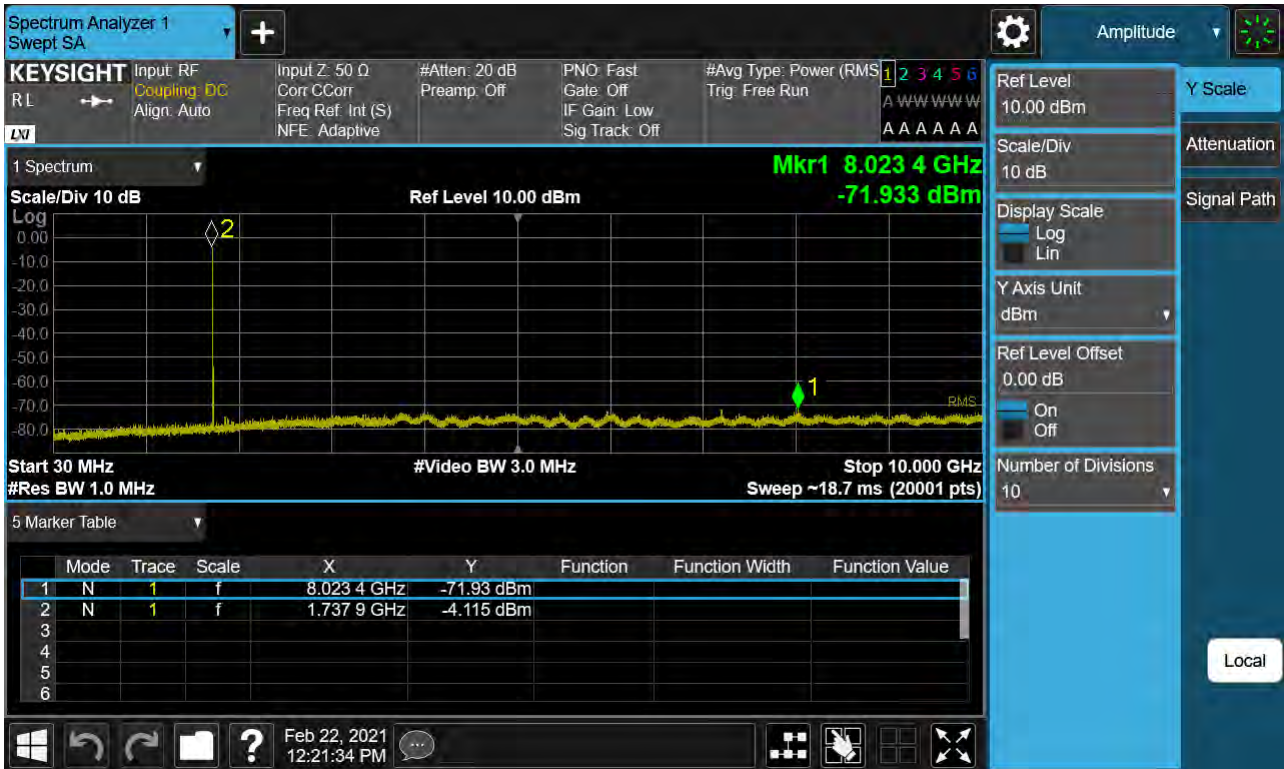 Spectrum Analyzer 1
Swept SA
Amplitude
KEYSIGHT
RL
LXI
Input: RF
Coupling: DC
Align: Auto
Input Z: 50 Ω
Corr CCorr
Freq Ref: Int (S)
NFE: Adaptive
#Atten: 20 dB
Preamp: Off
PNO: Fast
Gate: Off
IF Gain: Low
Sig Track: Off
#Avg Type: Power (RMS
Trig: Free Run
1 2 3 4 5 6
A W W W W W
A A A A A A
1 Spectrum
Mkr1 8.023 4 GHz
-71.933 dBm
Scale/Div 10 dB
Ref Level 10.00 dBm
Log
0.00
-10.0
-20.0
-30.0
-40.0
-50.0
-60.0
-70.0
-80.0
2
1
RMS
Start 30 MHz
#Video BW 3.0 MHz
Stop 10.000 GHz
#Res BW 1.0 MHz
Sweep ~18.7 ms (20001 pts)
5 Marker Table
Mode Trace Scale X Y Function Function Width Function Value
1 N 1 f 8.023 4 GHz -71.93 dBm
2 N 1 f 1.737 9 GHz -4.115 dBm
3
4
5
6
Ref Level
10.00 dBm
Scale/Div
10 dB
Display Scale
Log
Lin
Y Axis Unit
dBm
Ref Level Offset
0.00 dB
On
Off
Number of Divisions
10
Y Scale
Attenuation
Signal Path
Local
?
Feb 22, 2021
12:21:34 PM